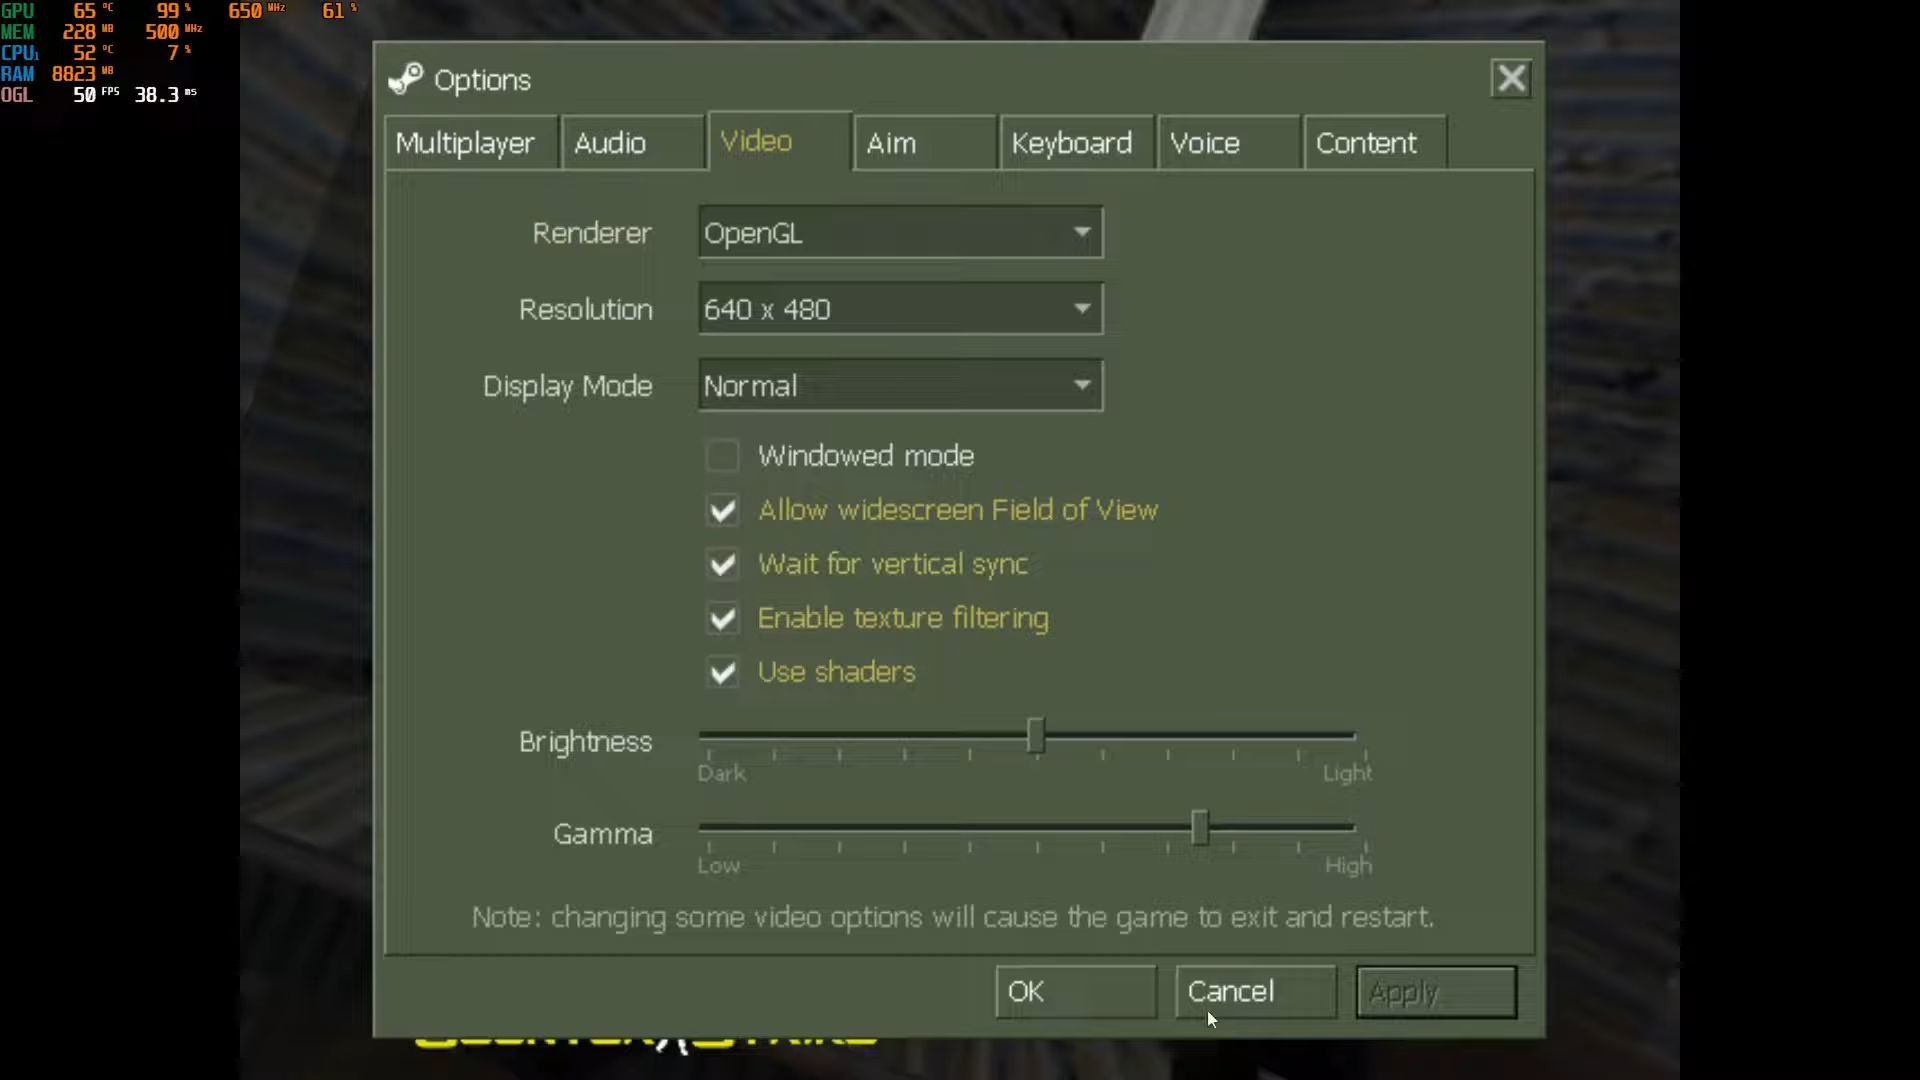 GPU 65 °C 99 % 650 MHz 61 %
MEM 228 MB 500 MHz
CPU1 52 °C 7 %
RAM 8823 MB
OGL 50 FPS 38.3 ms
Options
Multiplayer Audio Video Aim Keyboard Voice Content
Renderer OpenGL
Resolution 640 x 480
Display Mode Normal
Windowed mode
Allow widescreen Field of View
Wait for vertical sync
Enable texture filtering
Use shaders
Brightness
Dark Light
Gamma
Low High
Note: changing some video options will cause the game to exit and restart.
OK Cancel Apply